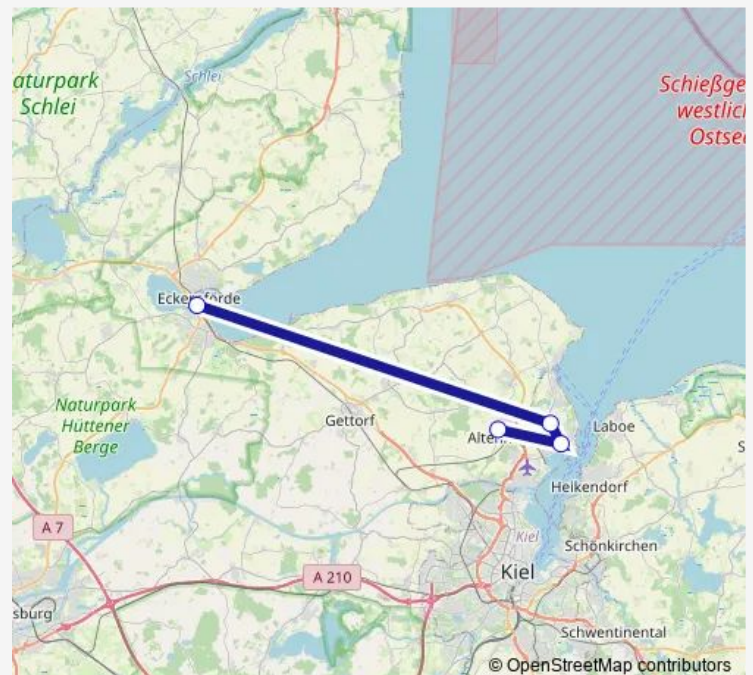 aturpark
Schlei
Schlei
Schießge
westlic
Ostse
Eckernförde
Naturpark
Hüttener
Berge
Gettorf
Laboe
Heikendorf
A 7
Kiel
Schönkirchen
A 210
Kiel
sburg
Schwentinental
© OpenStreetMap contributors